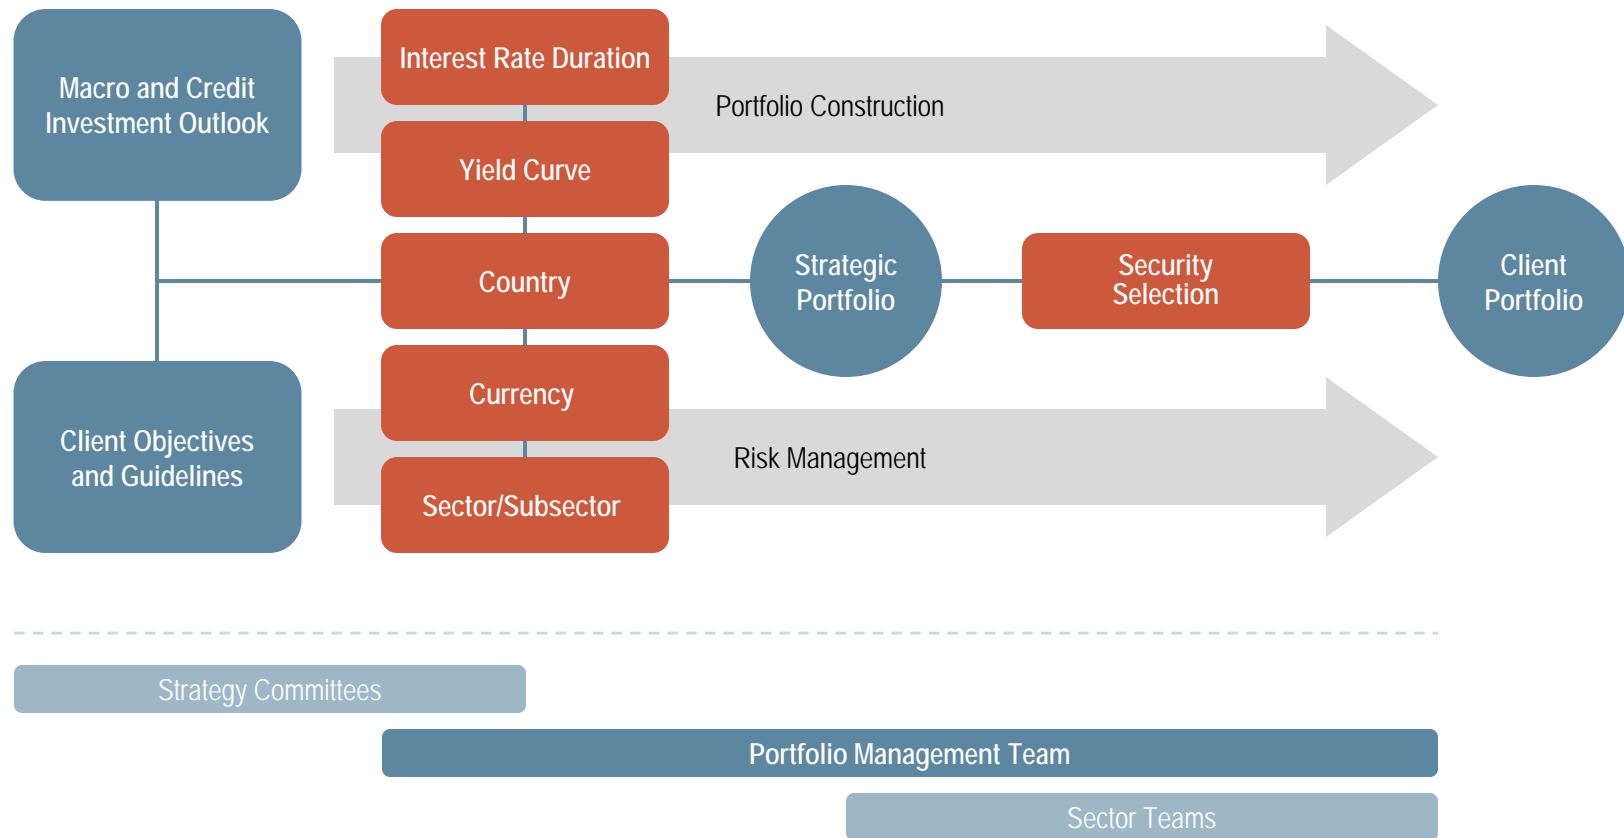 Macro and Credit
Investment Outlook
Interest Rate Duration
Portfolio Construction
Yield Curve
Country
Strategic
Portfolio
Security
Selection
Client
Portfolio
Client Objectives
and Guidelines
Currency
Risk Management
Sector/Subsector
Strategy Committees
Portfolio Management Team
Sector Teams